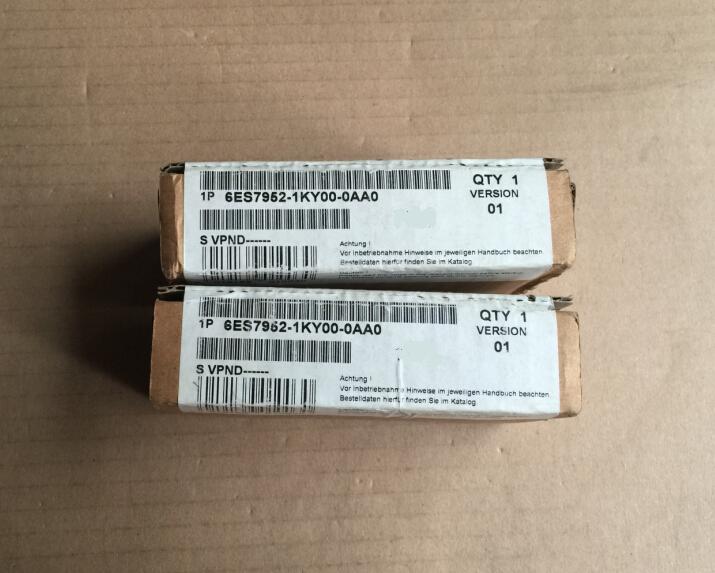 1P 6ES7952-1KY00-0AA0
QTY 1
VERSION
01
S VPND------
Achtung !
Vor Inbetriebnahme Hinweise im jeweiligen Handbuch beachten.
Bestelldaten hierfür finden Sie im Katalog.
1P 6ES7952-1KY00-0AA0
QTY 1
VERSION
01
S VPND------
Achtung !
Vor Inbetriebnahme Hinweise im jeweiligen Handbuch beachten.
Bestelldaten hierfür finden Sie im Katalog.